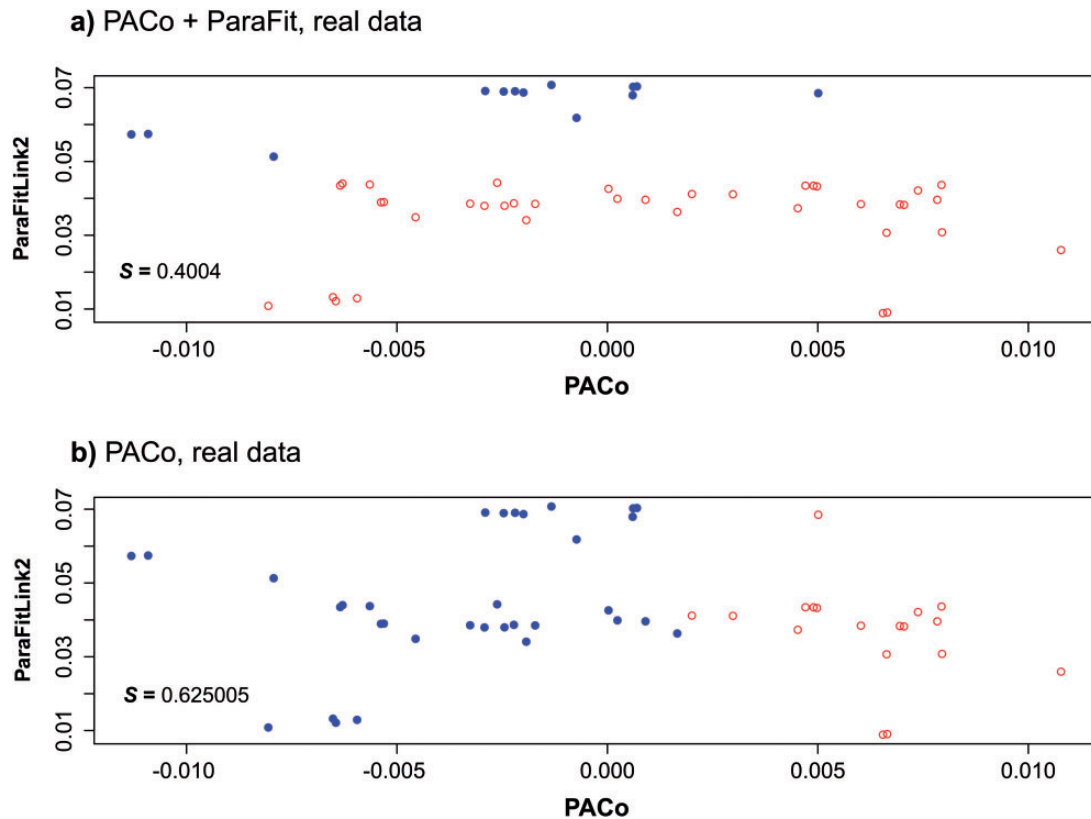 a) PACo + ParaFit, real data
ParaFitLink2
0.07
0.05
0.03
0.01
S = 0.4004
-0.010 -0.005 0.000 0.005 0.010
PACo
b) PACo, real data
ParaFitLink2
0.07
0.05
0.03
0.01
S = 0.625005
-0.010 -0.005 0.000 0.005 0.010
PACo